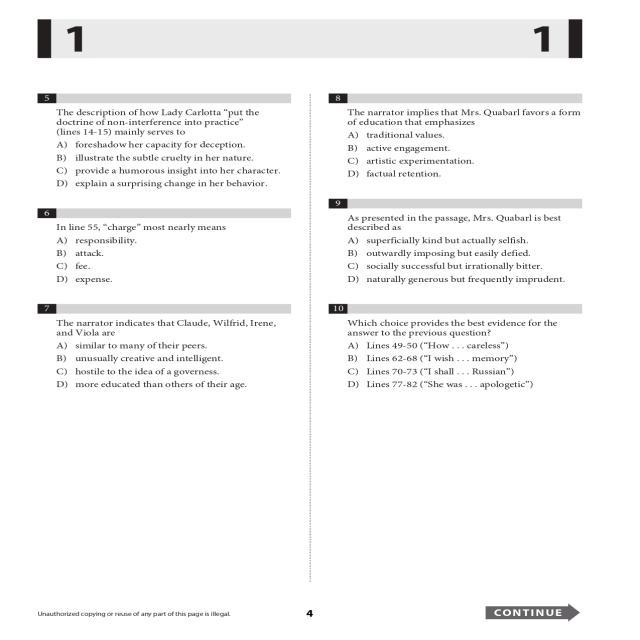 1
1
5
The description of how Lady Carlotta “put the
doctrine of non-interference into practice”
(lines 14-15) mainly serves to
A) foreshadow her capacity for deception.
B) illustrate the subtle cruelty in her nature.
C) provide a humorous insight into her character.
D) explain a surprising change in her behavior.
6
In line 55, “charge” most nearly means
A) responsibility.
B) attack.
C) fee.
D) expense.
7
The narrator indicates that Claude, Wilfrid, Irene,
and Viola are
A) similar to many of their peers.
B) unusually creative and intelligent.
C) hostile to the idea of a governess.
D) more educated than others of their age.
8
The narrator implies that Mrs. Quabarl favors a form
of education that emphasizes
A) traditional values.
B) active engagement.
C) artistic experimentation.
D) factual retention.
9
As presented in the passage, Mrs. Quabarl is best
described as
A) superficially kind but actually selfish.
B) outwardly imposing but easily defied.
C) socially successful but irrationally bitter.
D) naturally generous but frequently imprudent.
10
Which choice provides the best evidence for the
answer to the previous question?
A) Lines 49-50 (“How . . . careless”)
B) Lines 62-68 (“I wish . . . memory”)
C) Lines 70-73 (“I shall . . . Russian”)
D) Lines 77-82 (“She was . . . apologetic”)
Unauthorized copying or reuse of any part of this page is illegal.
4
CONTINUE